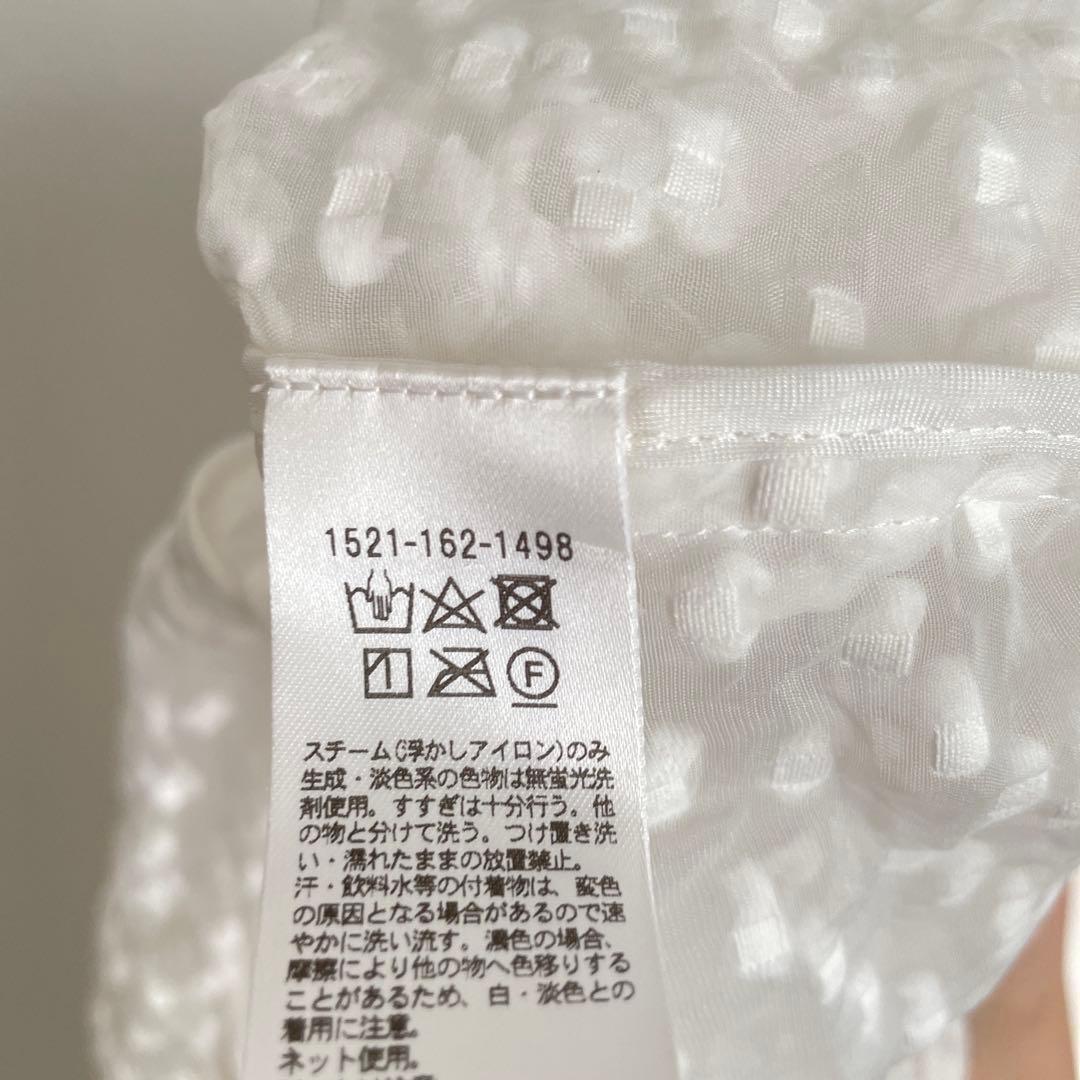 1521-162-1498
F
スチーム(浮かしアイロン)のみ
生成・淡色系の色物は無蛍光洗
剤使用。すすぎは十分行う。他
の物と分けて洗う。つけ置き洗
い・濡れたままの放置禁止。
汗・飲料水等の付着物は、変色
の原因となる場合があるので速
やかに洗い流す。濃色の場合、
摩擦により他の物へ色移りする
ことがあるため、白・淡色との
着用に注意。
ネット使用。